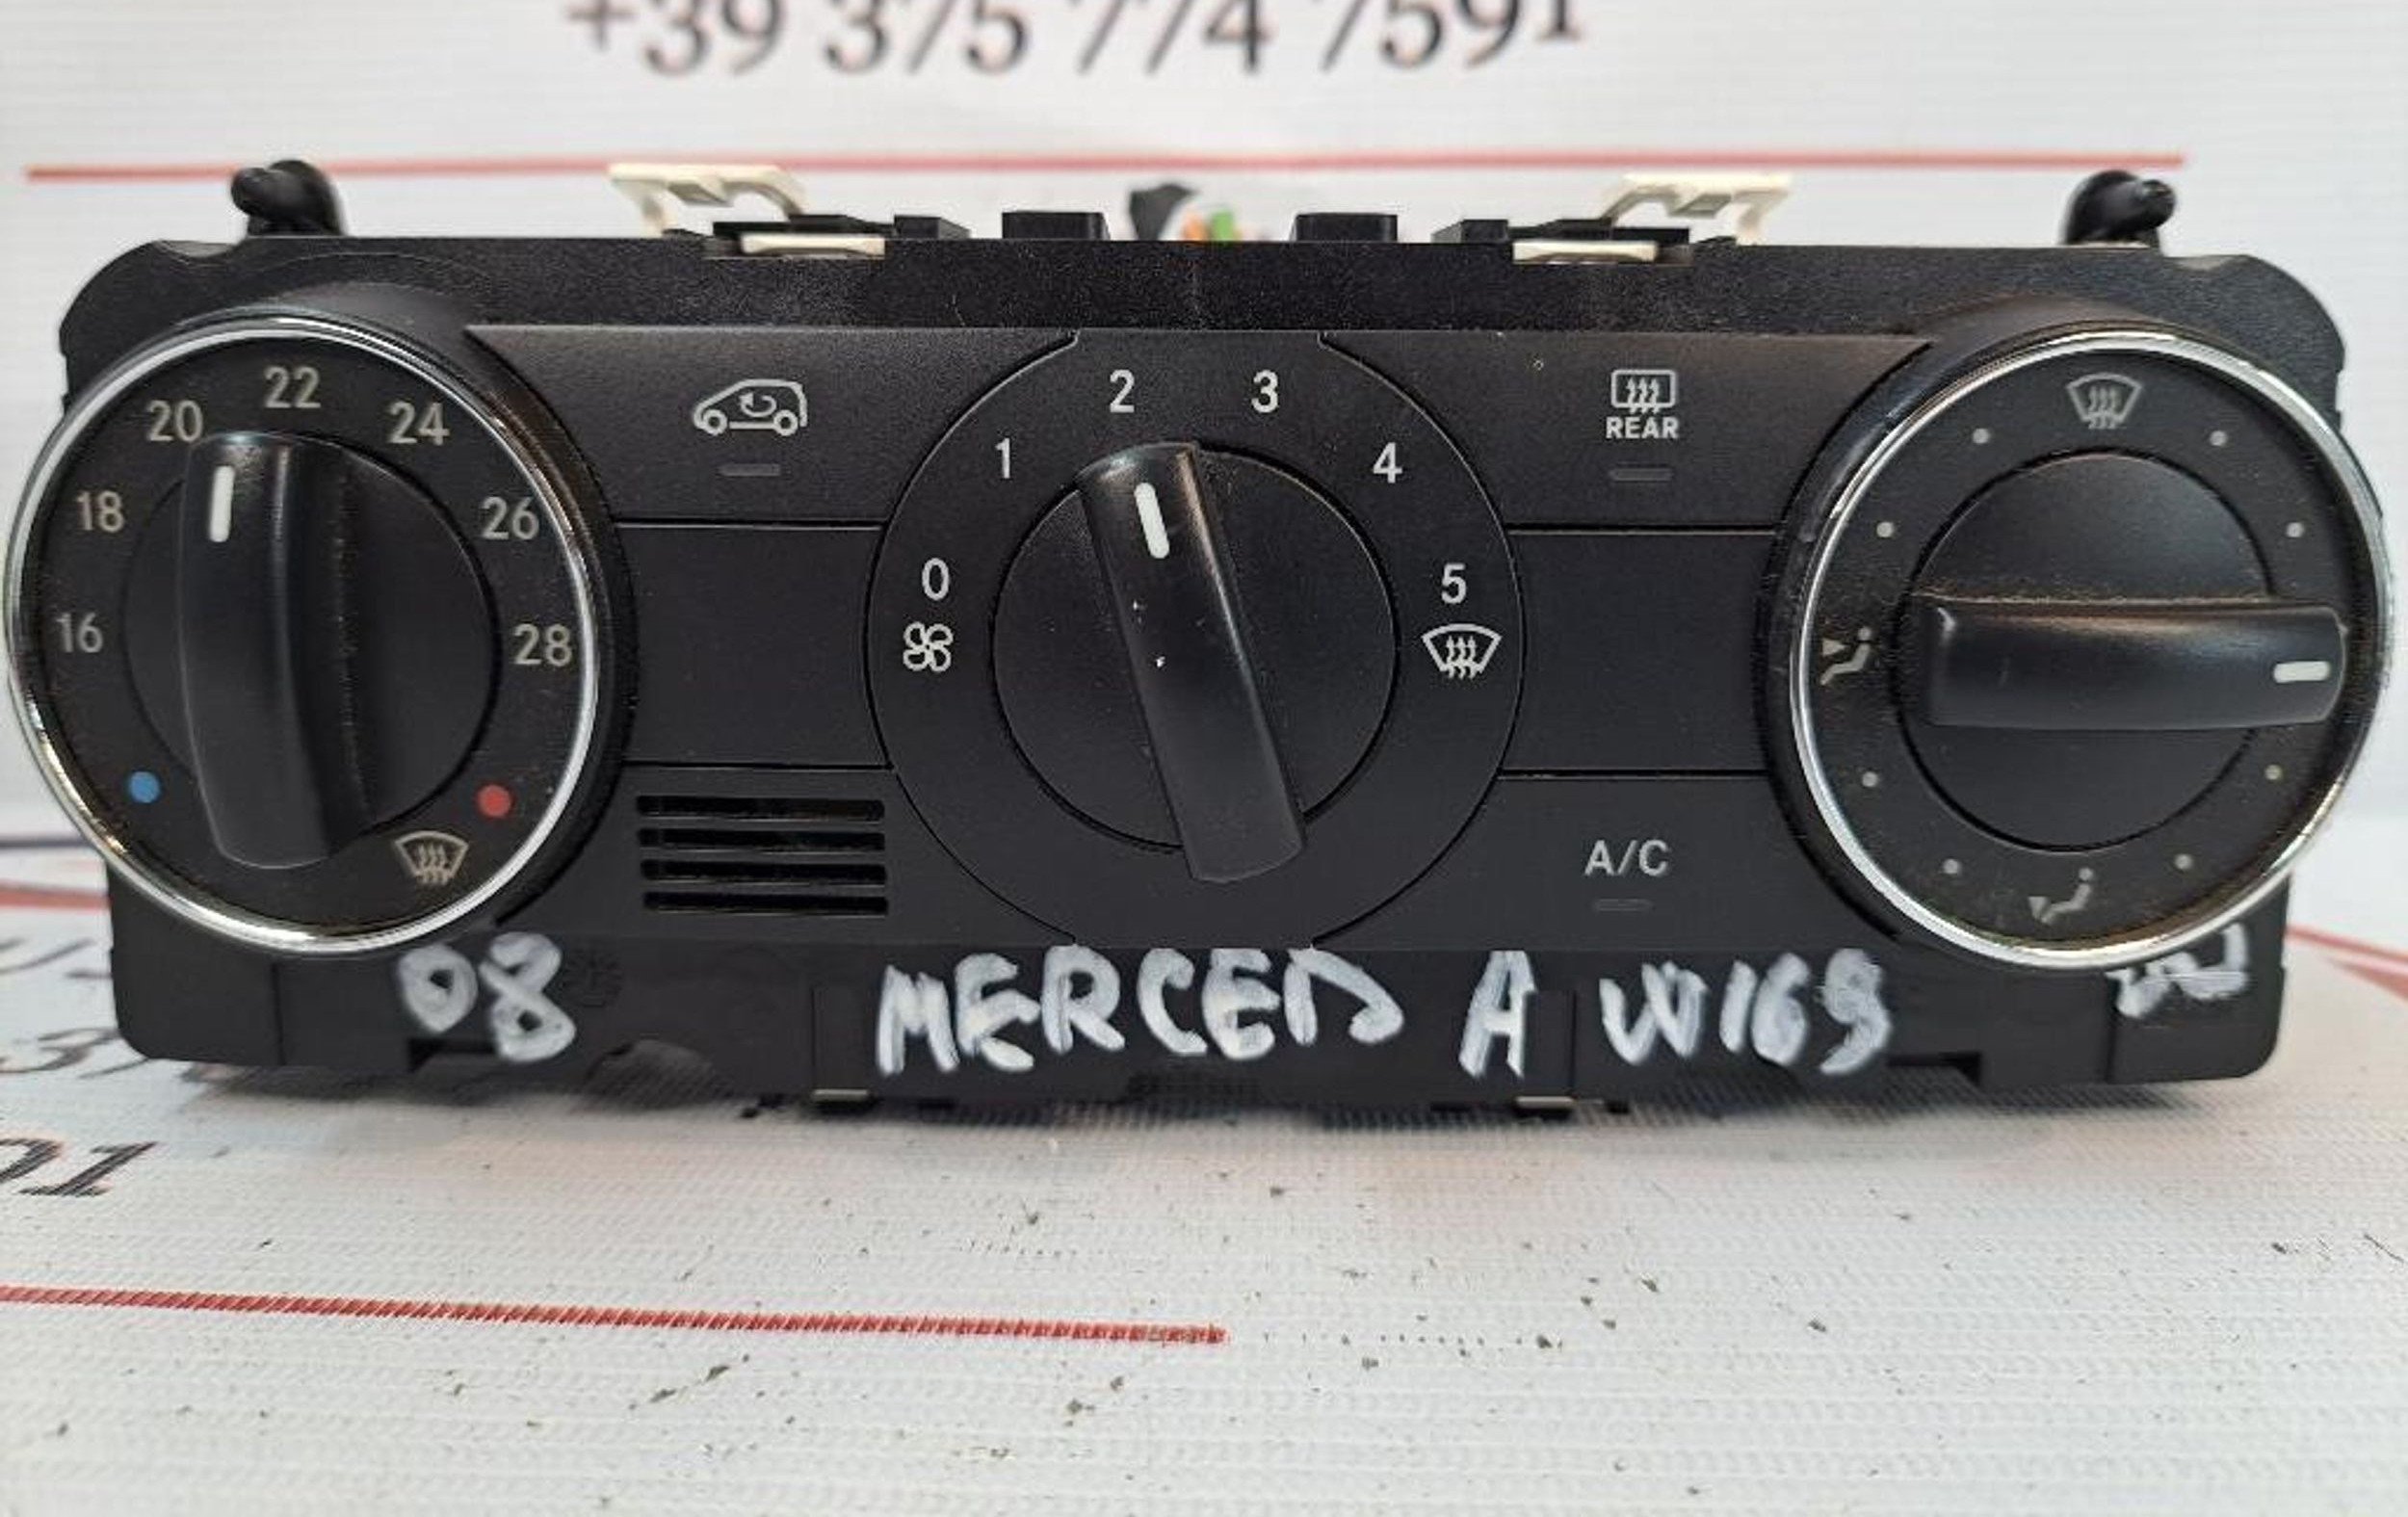 +39 375 774 7591
16 18 20 22 24 26 28
0 1 2 3 4 5
REAR
A/C
08 MERCED A W169